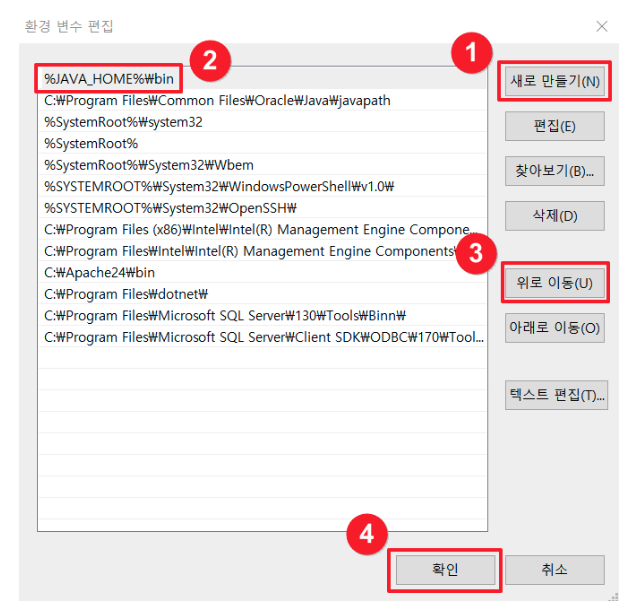 환경 변수 편집
1
2
%JAVA_HOME%₩bin
새로 만들기(N)
C:₩Program Files₩Common Files₩Oracle₩Java₩javapath
%SystemRoot%₩system32
편집(E)
%SystemRoot%
%SystemRoot%₩System32₩Wbem
찾아보기(B)...
%SYSTEMROOT%₩System32₩WindowsPowerShell₩v1.0₩
%SYSTEMROOT%₩System32₩OpenSSH₩
삭제(D)
C:₩Program Files (x86)₩Intel₩Intel(R) Management Engine Compone...
C:₩Program Files₩Intel₩Intel(R) Management Engine Components₩
3
C:₩Apache24₩bin
위로 이동(U)
C:₩Program Files₩dotnet₩
C:₩Program Files₩Microsoft SQL Server₩130₩Tools₩Binn₩
아래로 이동(O)
C:₩Program Files₩Microsoft SQL Server₩Client SDK₩ODBC₩170₩Tool...
텍스트 편집(T)...
4
확인
취소